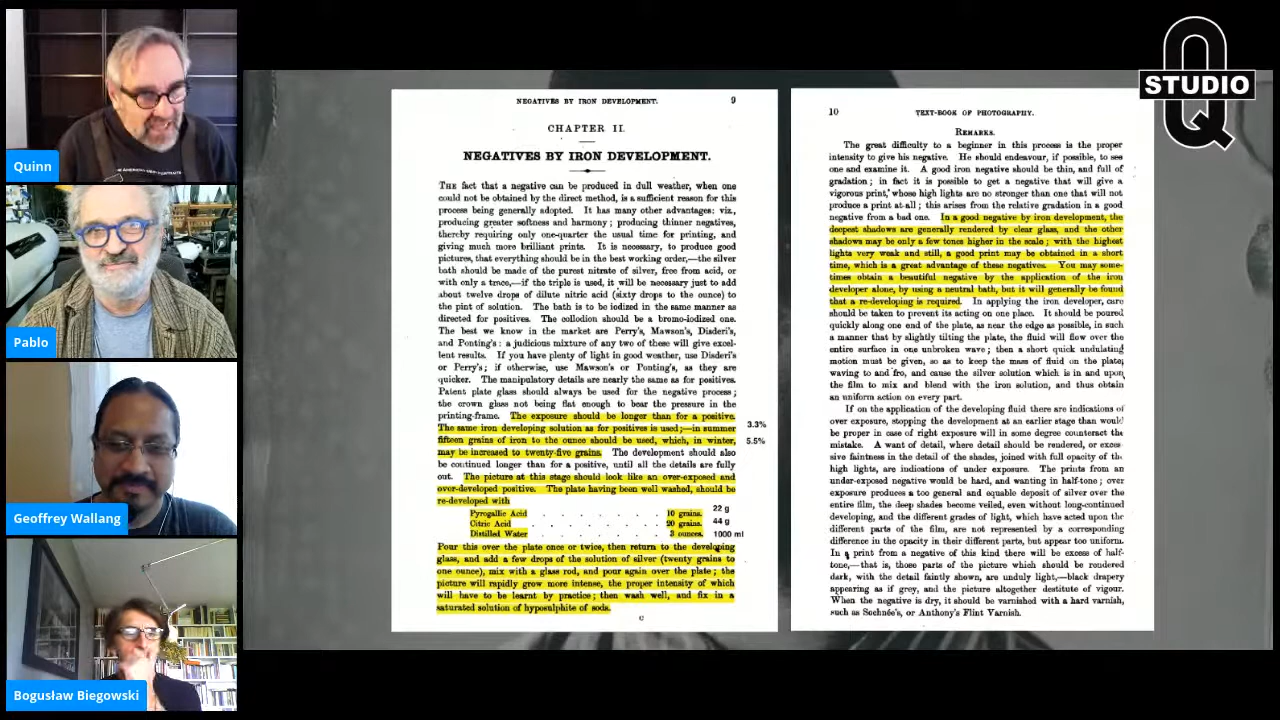 Quinn
Pablo
Geoffrey Wallang
Bogusław Biegowski
STUDIO
Q
NEGATIVES BY IRON DEVELOPMENT.
9
CHAPTER II.
NEGATIVES BY IRON DEVELOPMENT.
THE fact that a negative can be produced in dull weather, when one
could not be obtained by the direct method, is a sufficient reason for this
process being generally adopted. It has many other advantages: viz.,
producing greater softness and harmony; producing thinner negatives,
thereby requiring only one-quarter the usual time for printing, and
giving much more brilliant prints. It is necessary, to produce good
pictures, that everything should be in the best working order,—the silver
bath should be made of the purest nitrate of silver, free from acid, or
with only a trace,—if the triple is used, it will be necessary just to add
about twelve drops of dilute nitric acid (sixty drops to the ounce) to
the pint of solution. The bath is to be iodized in the same manner as
directed for positives. The collodion should be a bromo-iodized one.
The best we know in the market are Perry's, Mawson's, Disderi's,
and Ponting's: a judicious mixture of any two of these will give excel-
lent results. If you have plenty of light in good weather, use Disderi's
or Perry's; if otherwise, use Mawson's or Ponting's, as they are
quicker. The manipulatory details are nearly the same as for positives.
Patent plate glass should always be used for the negative process;
the crown glass not being flat enough to bear the pressure in the
printing-frame. The exposure should be longer than for a positive.
The same iron developing solution as for positives is used;—in summer
3.3%
fifteen grains of iron to the ounce should be used, which, in winter,
5.5%
may be increased to twenty-five grains. The development should also
be continued longer than for a positive, until all the details are fully
out. The picture at this stage should look like an over-exposed and
over-developed positive. The plate having been well washed, should be
re-developed with
Pyrogallic Acid . . . . . . 10 grains.
22 g
Citric Acid . . . . . . . 20 grains.
44 g
Distilled Water . . . . . . 3 ounces.
1000 ml
Pour this over the plate once or twice, then return to the developing
glass, and add a few drops of the solution of silver (twenty grains to
one ounce), mix with a glass rod, and pour again over the plate; the
picture will rapidly grow more intense, the proper intensity of which
will have to be learnt by practice; then wash well, and fix in a
saturated solution of hyposulphite of soda.
C
10
TEXT-BOOK OF PHOTOGRAPHY.
REMARKS.
The great difficulty to a beginner in this process is the proper
intensity to give his negative. He should endeavour, if possible, to see
one and examine it. A good iron negative should be thin, and full of
gradation; in fact it is possible to get a negative that will give a
vigorous print, whose high lights are no stronger than one that will not
produce a print at all; this arises from the relative gradation in a good
negative from a bad one. In a good negative by iron development, the
deepest shadows are generally rendered by clear glass, and the other
shadows may be only a few tones higher in the scale; with the highest
lights very weak and still, a good print may be obtained in a short
time, which is a great advantage of these negatives. You may some-
times obtain a beautiful negative by the application of the iron
developer alone, by using a neutral bath, but it will generally be found
that a re-developing is required. In applying the iron developer, care
should be taken to prevent its acting on one place. It should be poured
quickly along one end of the plate, as near the edge as possible, in such
a manner that by slightly tilting the plate, the fluid will flow over the
entire surface in one unbroken wave; then a short quick undulating
motion must be given, so as to keep the mass of fluid on the plate
waving to and fro, and cause the silver solution which is in and upon
the film to mix and blend with the iron solution, and thus obtain
an uniform action on every part.
If on the application of the developing fluid there are indications of
over exposure, stopping the development at an earlier stage than would
be proper in case of right exposure will in some degree counteract the
mistake. A want of detail, where detail should be rendered, or exces-
sive faintness in the detail of the shades, joined with full opacity of the
high lights, are indications of under exposure. The prints from an
under-exposed negative would be hard, and wanting in half-tone; over
exposure produces a too general and equable deposit of silver over the
entire film, the deep shades become veiled, even without long-continued
developing, and the different grades of light, which have acted upon the
different parts of the film, are not represented by a corresponding
difference in the opacity in their different parts, but appear too uniform.
In a print from a negative of this kind there will be excess of half-
tone,—that is, those parts of the picture which should be rendered
dark, with the detail faintly shown, are unduly light,—black drapery
appearing as if grey, and the picture altogether destitute of vigour.
When the negative is dry, it should be varnished with a hard varnish,
such as Sochnée's, or Anthony's Flint Varnish.